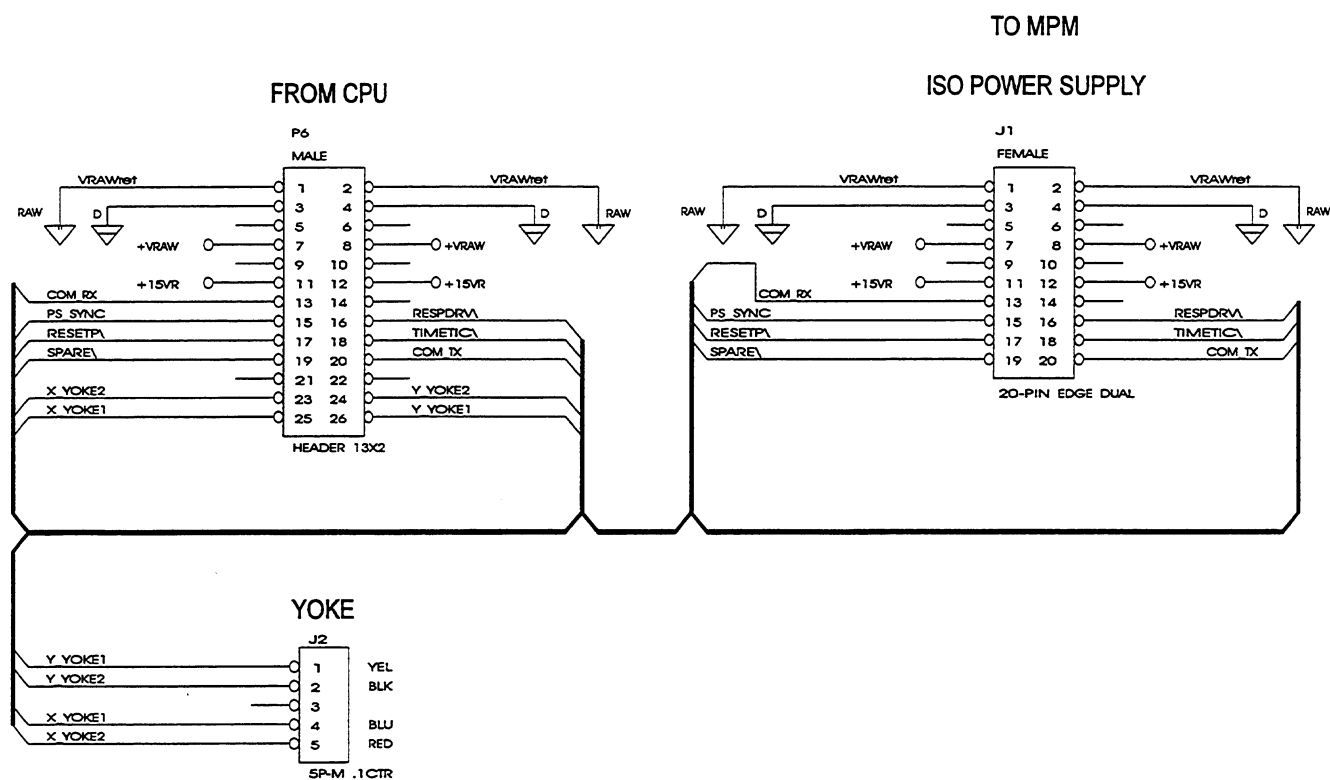 TO MPM
FROM CPU
ISO POWER SUPPLY
P6
MALE
VRAWret 1 2 VRAWret
RAW D 3 4 D RAW
5 6
+VRAW 7 8 +VRAW
9 10
+15VR 11 12 +15VR
COM_RX 13 14
PS_SYNC 15 16 RESPDRV\
RESETP\ 17 18 TIMETIC\
SPARE\ 19 20 COM_TX
21 22
X_YOKE2 23 24 Y_YOKE2
X_YOKE1 25 26 Y_YOKE1
HEADER 13X2
J1
FEMALE
VRAWret 1 2 VRAWret
RAW D 3 4 D RAW
5 6
+VRAW 7 8 +VRAW
9 10
+15VR 11 12 +15VR
COM_RX 13 14
PS_SYNC 15 16 RESPDRV\
RESETP\ 17 18 TIMETIC\
SPARE\ 19 20 COM_TX
20-PIN EDGE DUAL
YOKE
J2
Y_YOKE1 1 YEL
Y_YOKE2 2 BLK
3
X_YOKE1 4 BLU
X_YOKE2 5 RED
5P-M .1CTR